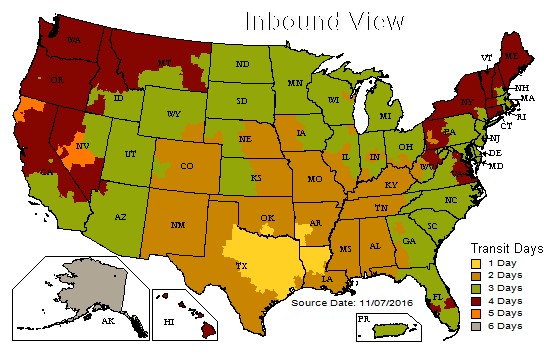 Inbound View
WA
MT
ND
MN
VT
ME
OR
ID
SD
WI
MI
NY
NH
MA
RI
CT
WY
NE
IA
IL
IN
OH
PA
NJ
DE
MD
NV
UT
CO
KS
MO
KY
WV
VA
CA
AZ
NM
OK
AR
TN
NC
SC
TX
LA
MS
AL
GA
FL
AK
HI
PR
Source Date: 11/07/2016
Transit Days
1 Day
2 Days
3 Days
4 Days
5 Days
6 Days